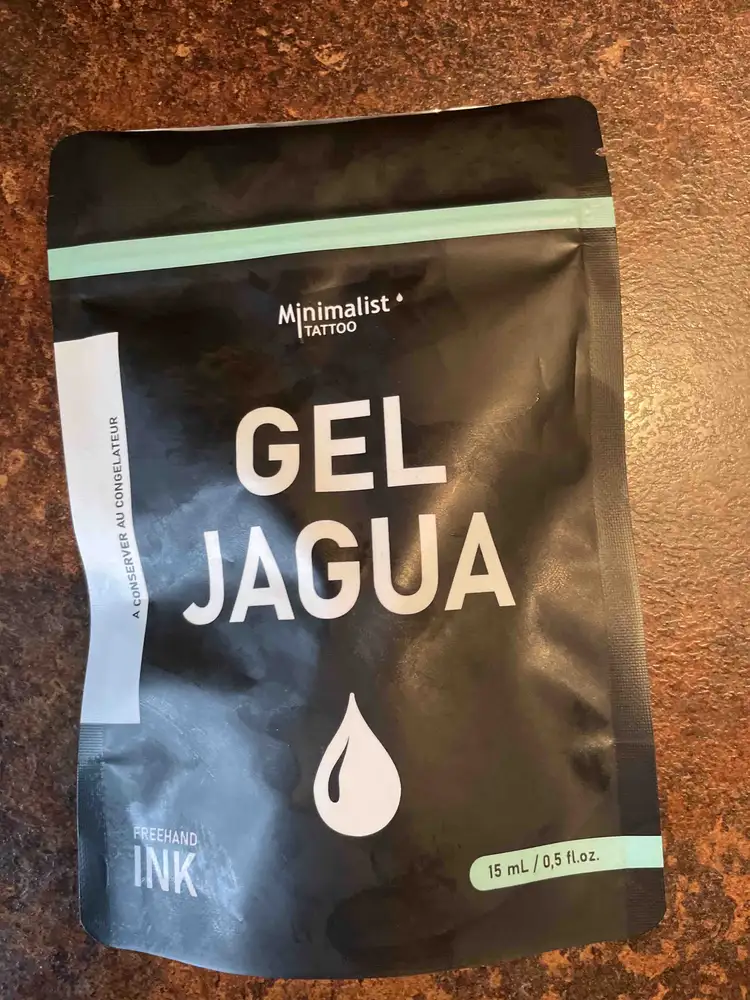 Minimalist
TATTOO
GEL
JAGUA
A CONSERVER AU CONGELATEUR
FREEHAND
INK
15 mL / 0,5 fl.oz.